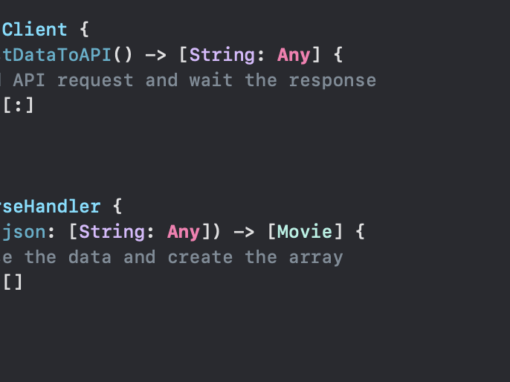 Client {
tDataToAPI() -> [String: Any] {
API request and wait the response
[:]
seHandler {
json: [String: Any]) -> [Movie] {
e the data and create the array
[]